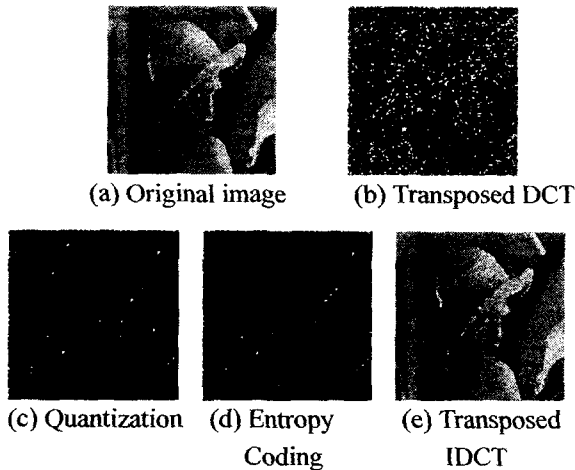 (a) Original image
(b) Transposed DCT
(c) Quantization
(d) Entropy
Coding
(e) Transposed
IDCT